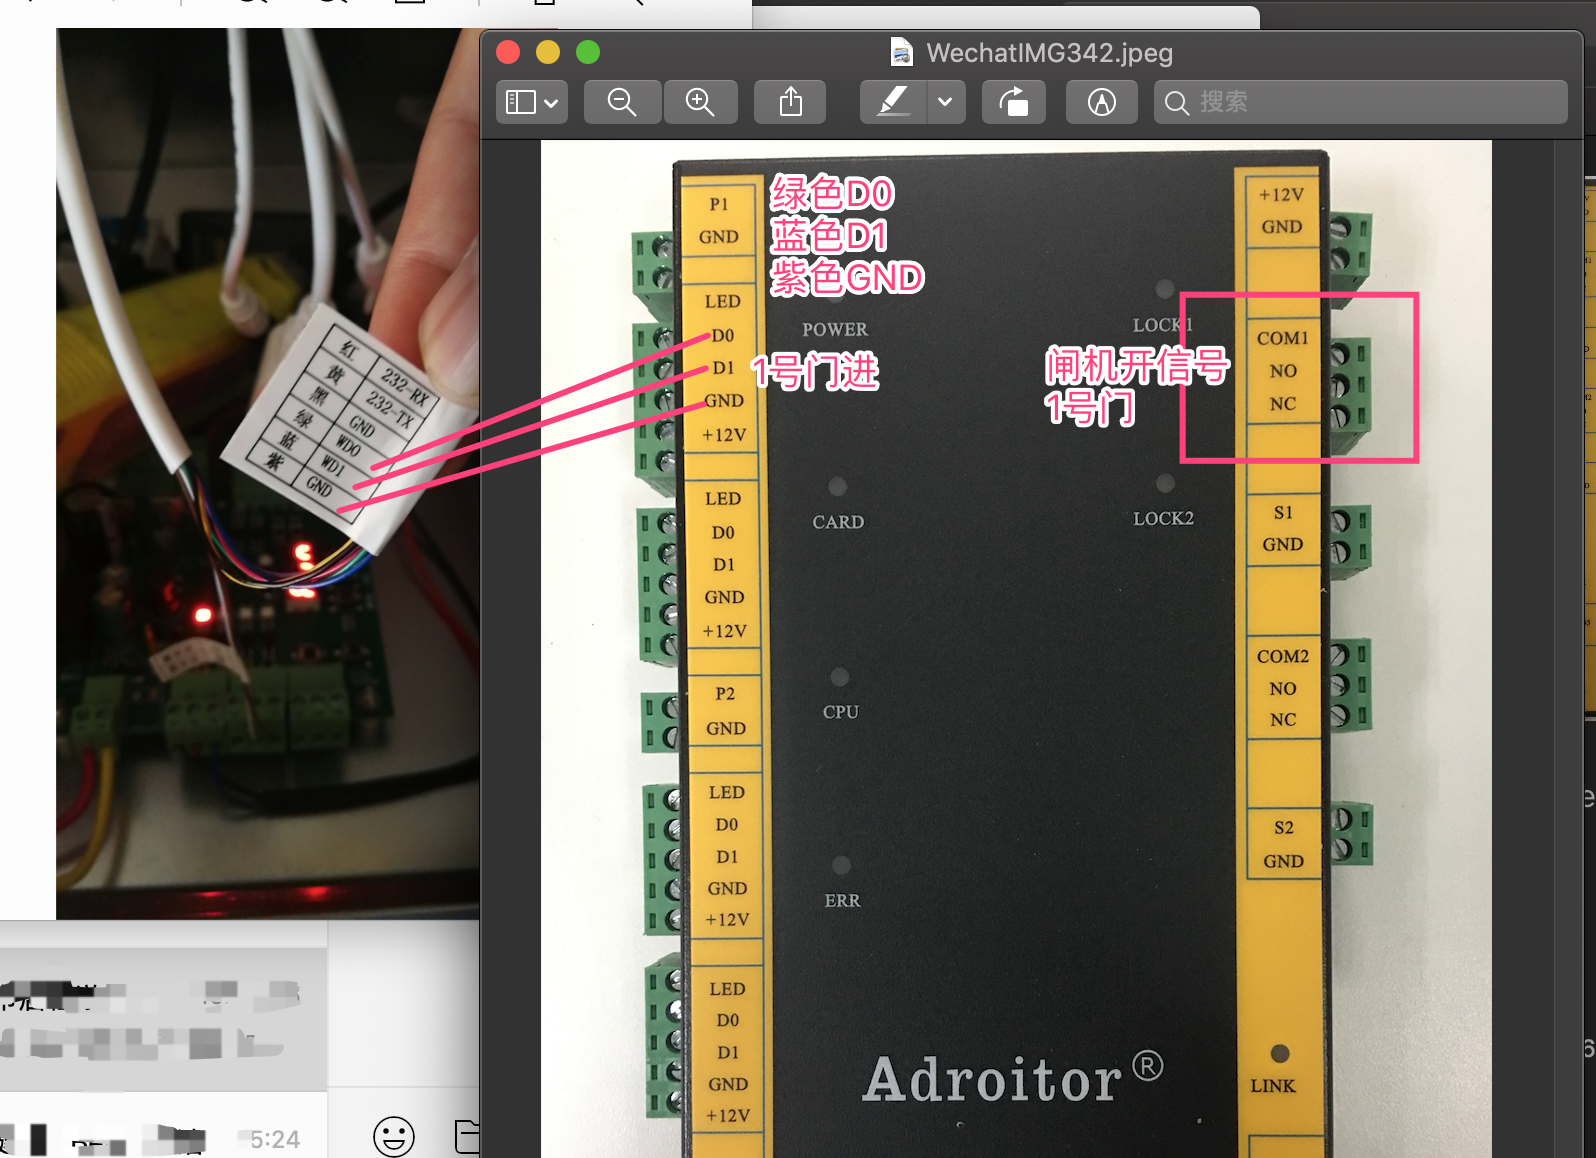 WechatIMG342.jpeg
搜索
红 232-RX
黄 232-TX
黑 GND
绿 WD0
蓝 WD1
紫 GND
绿色D0
蓝色D1
紫色GND
1号门进
闸机开信号
1号门
P1
GND
LED
D0
D1
GND
+12V
LED
D0
D1
GND
+12V
P2
GND
LED
D0
D1
GND
+12V
LED
D0
D1
GND
+12V
POWER
CARD
CPU
ERR
LOCK1
LOCK2
+12V
GND
COM1
NO
NC
S1
GND
COM2
NO
NC
S2
GND
LINK
Adroitor®
5:24